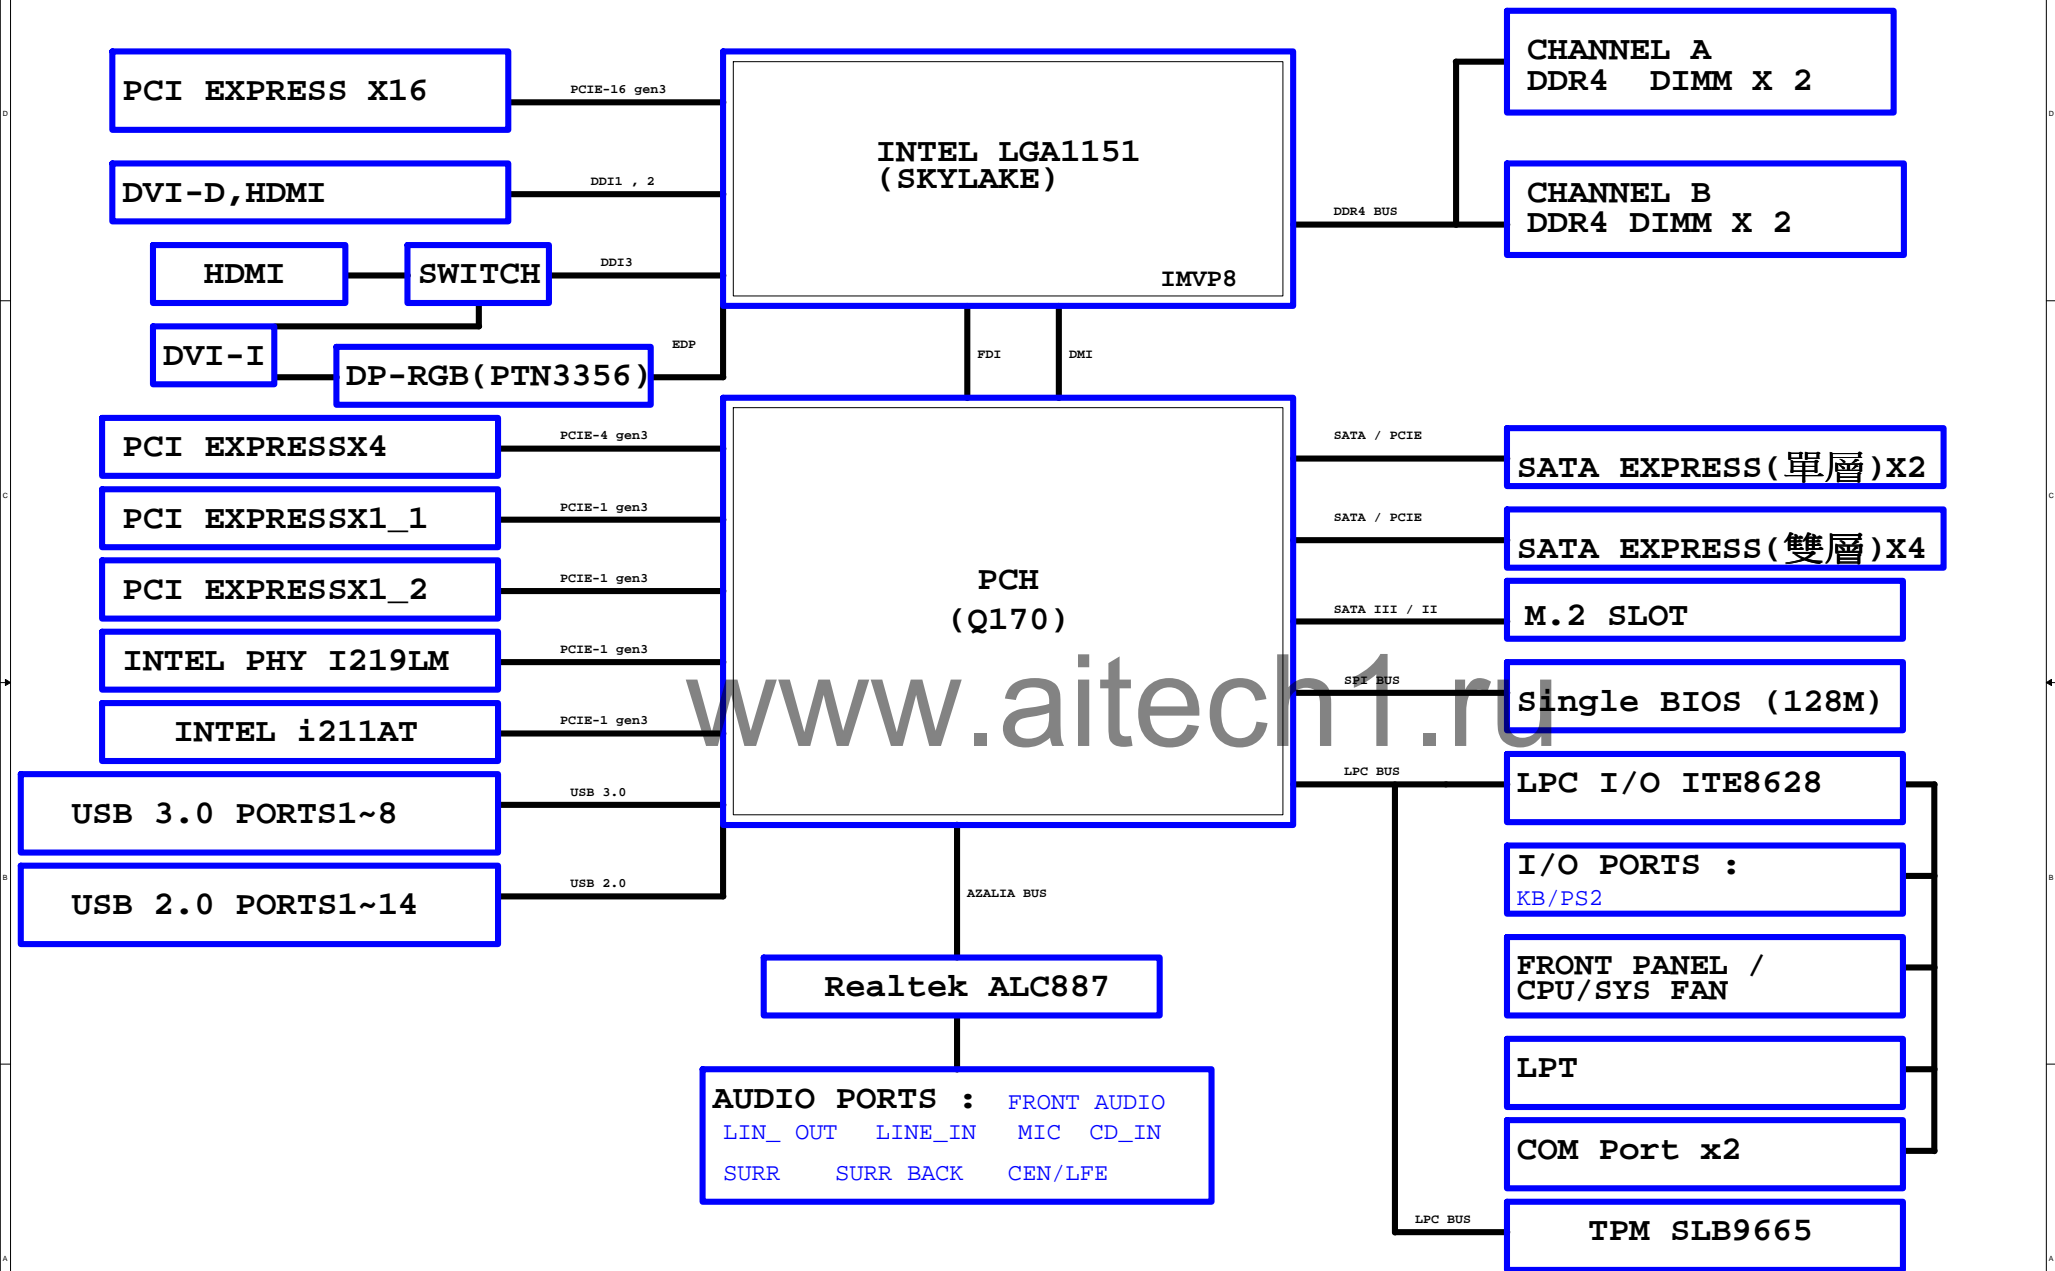 PCI EXPRESS X16
PCIE-16 gen3
DVI-D,HDMI
DDI1 , 2
HDMI
SWITCH
DDI3
DVI-I
DP-RGB(PTN3356)
EDP
INTEL LGA1151
(SKYLAKE)
IMVP8
DDR4 BUS
CHANNEL A
DDR4 DIMM X 2
CHANNEL B
DDR4 DIMM X 2
FDI
DMI
PCI EXPRESSX4
PCIE-4 gen3
PCI EXPRESSX1_1
PCIE-1 gen3
PCI EXPRESSX1_2
PCIE-1 gen3
INTEL PHY I219LM
PCIE-1 gen3
INTEL i211AT
PCIE-1 gen3
USB 3.0 PORTS1~8
USB 3.0
USB 2.0 PORTS1~14
USB 2.0
PCH
(Q170)
www.aitech1.ru
SATA / PCIE
SATA EXPRESS(單層)X2
SATA / PCIE
SATA EXPRESS(雙層)X4
SATA III / II
M.2 SLOT
SPI BUS
Single BIOS (128M)
LPC BUS
LPC I/O ITE8628
I/O PORTS :
KB/PS2
FRONT PANEL /
CPU/SYS FAN
LPT
COM Port x2
LPC BUS
TPM SLB9665
AZALIA BUS
Realtek ALC887
AUDIO PORTS : FRONT AUDIO
LIN_ OUT LINE_IN MIC CD_IN
SURR SURR BACK CEN/LFE
D
D
C
C
B
B
A
A